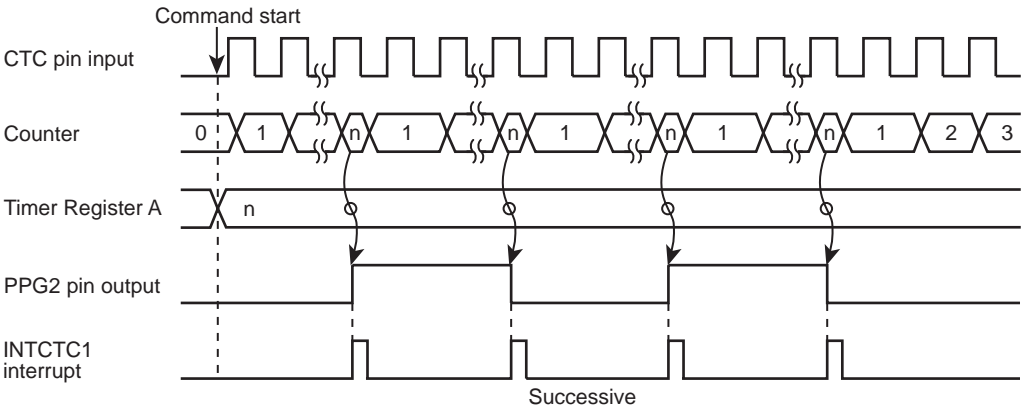 Command start
CTC pin input
Counter 0 1 n 1 n 1 n 1 n 1 2 3
Timer Register A n
PPG2 pin output
INTCTC1
interrupt
Successive